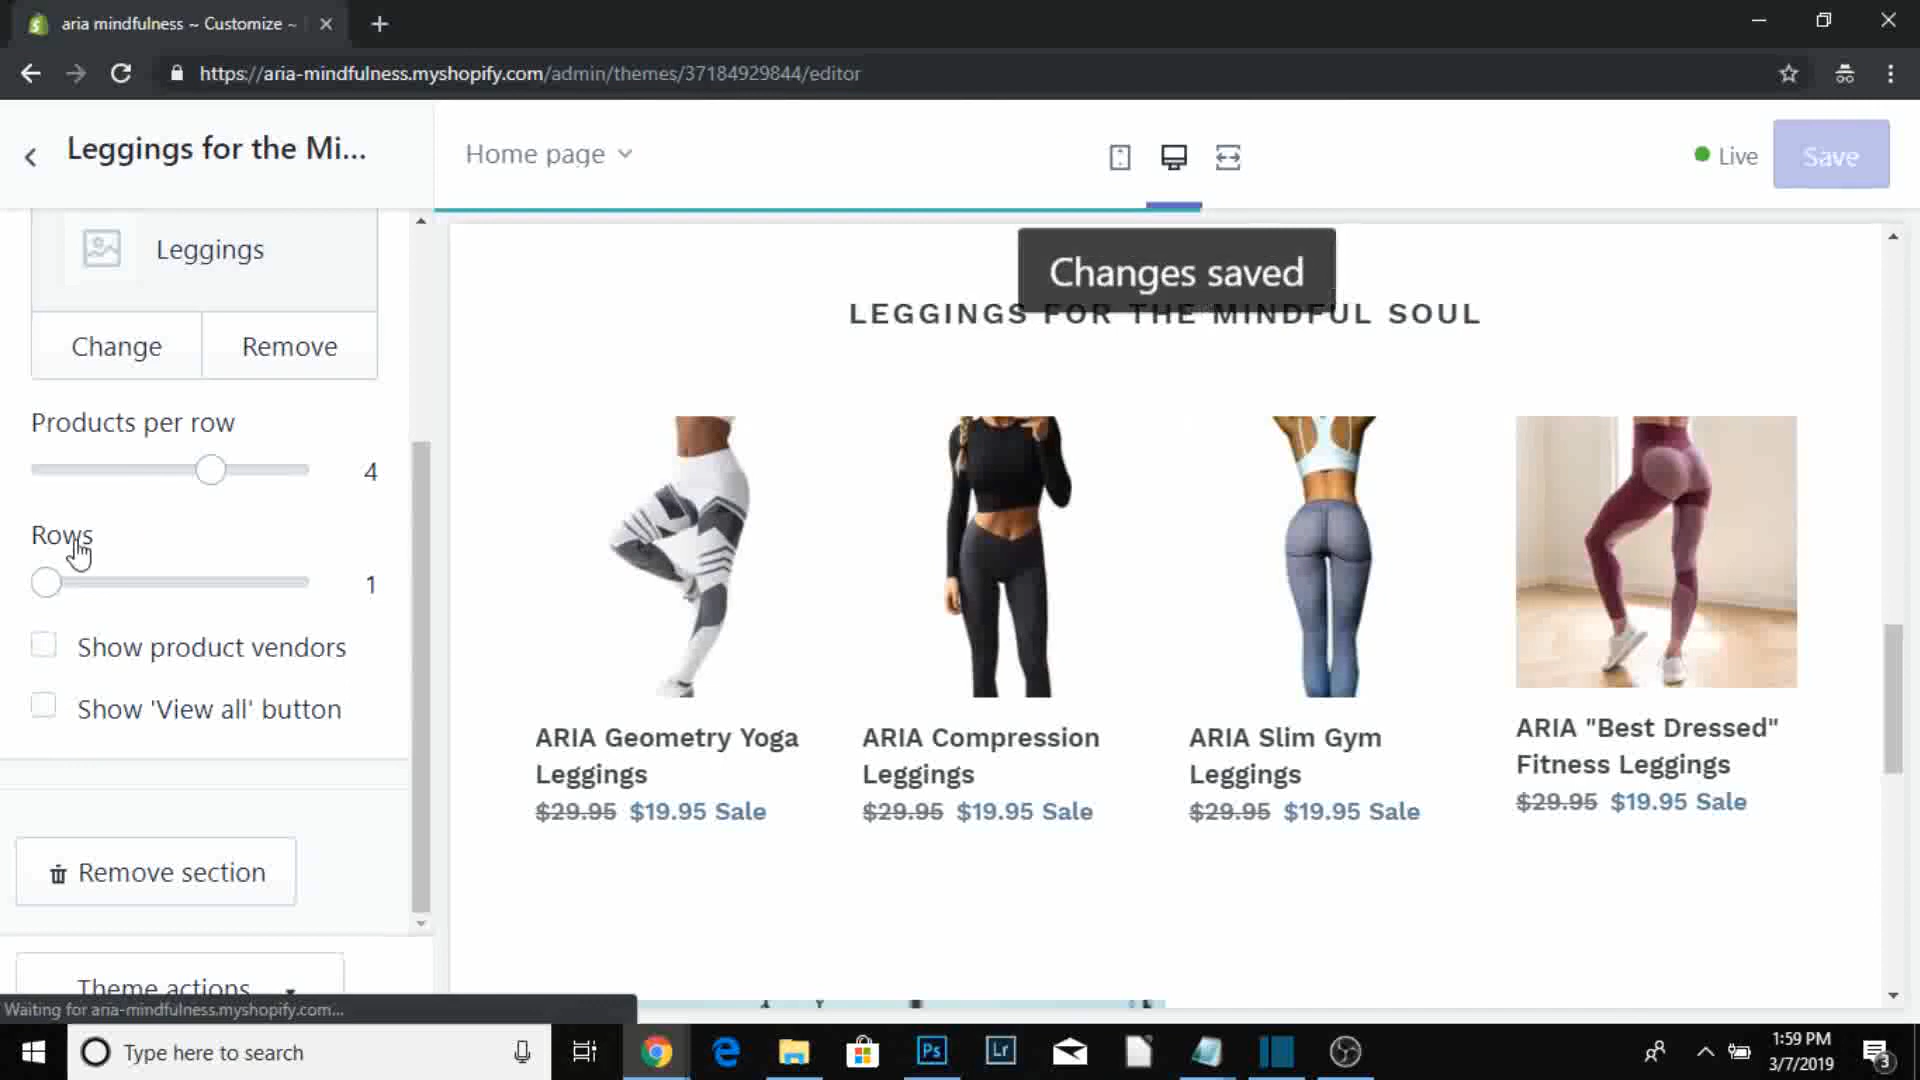 aria mindfulness ~ Customize ~
https://aria-mindfulness.myshopify.com/admin/themes/37184929844/editor
Leggings for the Mi...
Home page
Live
Save
Leggings
Change
Remove
Products per row
4
Rows
1
Show product vendors
Show 'View all' button
Remove section
Theme actions
Waiting for aria-mindfulness.myshopify.com...
Changes saved
LEGGINGS FOR THE MINDFUL SOUL
ARIA Geometry Yoga
Leggings
$29.95 $19.95 Sale
ARIA Compression
Leggings
$29.95 $19.95 Sale
ARIA Slim Gym
Leggings
$29.95 $19.95 Sale
ARIA "Best Dressed"
Fitness Leggings
$29.95 $19.95 Sale
Type here to search
Ps
Lr
1:59 PM
3/7/2019
3